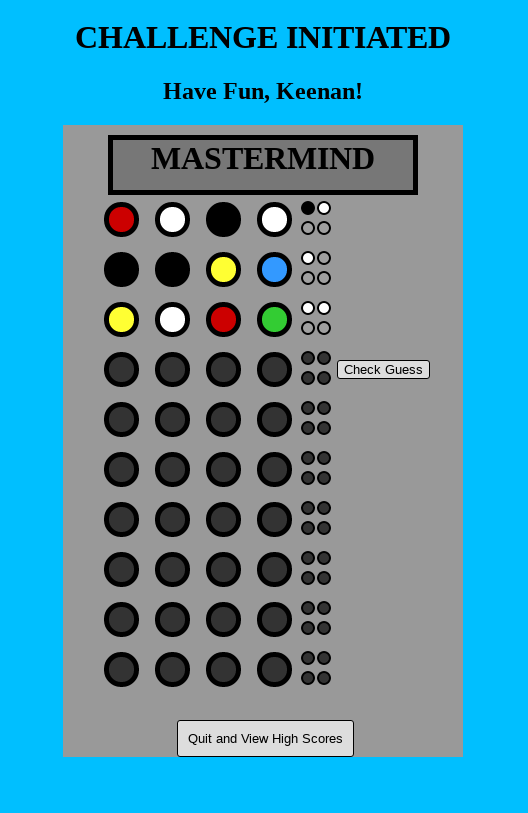 CHALLENGE INITIATED
Have Fun, Keenan!
MASTERMIND
Check Guess
Quit and View High Scores